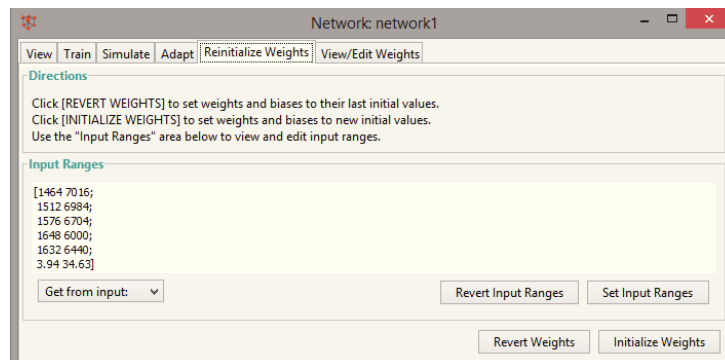 Network: network1
View Train Simulate Adapt Reinitialize Weights View/Edit Weights
Directions
Click [REVERT WEIGHTS] to set weights and biases to their last initial values.
Click [INITIALIZE WEIGHTS] to set weights and biases to new initial values.
Use the "Input Ranges" area below to view and edit input ranges.
Input Ranges
[1464 7016;
1512 6984;
1576 6704;
1648 6000;
1632 6440;
3.94 34.63]
Get from input: Revert Input Ranges Set Input Ranges
Revert Weights Initialize Weights